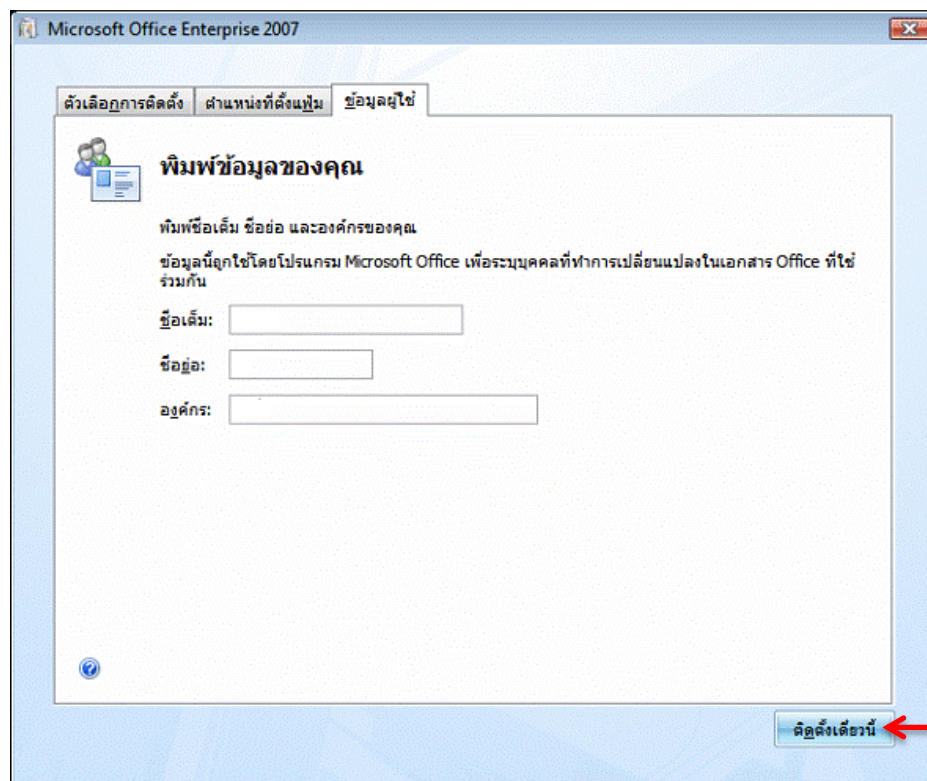 Microsoft Office Enterprise 2007
ตัวเลือกการติดตั้ง
ตำแหน่งที่ตั้งแฟ้ม
ข้อมูลผู้ใช้
พิมพ์ข้อมูลของคุณ
พิมพ์ชื่อเต็ม ชื่อย่อ และองค์กรของคุณ
ข้อมูลนี้ถูกใช้โดยโปรแกรม Microsoft Office เพื่อระบุบุคคลที่ทำการเปลี่ยนแปลงในเอกสาร Office ที่ใช้
ร่วมกัน
ชื่อเต็ม:
ชื่อย่อ:
องค์กร:
ติดตั้งเดี๋ยวนี้